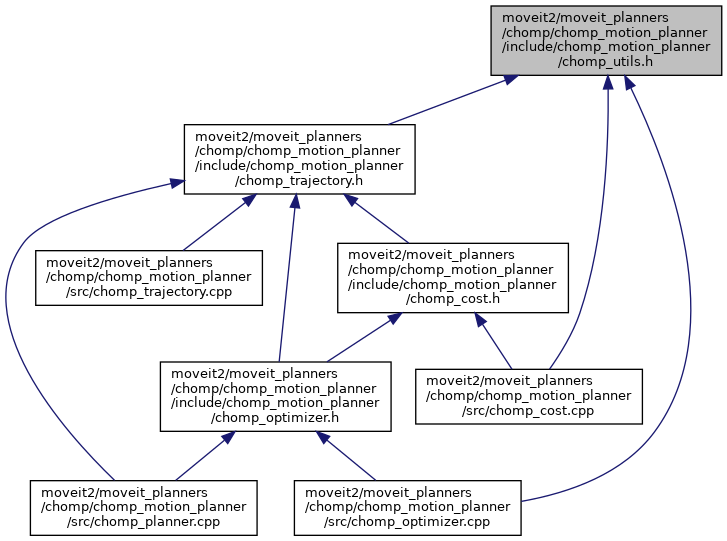 moveit2/moveit_planners
/chomp/chomp_motion_planner
/include/chomp_motion_planner
/chomp_utils.h
moveit2/moveit_planners
/chomp/chomp_motion_planner
/include/chomp_motion_planner
/chomp_trajectory.h
moveit2/moveit_planners
/chomp/chomp_motion_planner
/src/chomp_trajectory.cpp
moveit2/moveit_planners
/chomp/chomp_motion_planner
/include/chomp_motion_planner
/chomp_cost.h
moveit2/moveit_planners
/chomp/chomp_motion_planner
/include/chomp_motion_planner
/chomp_optimizer.h
moveit2/moveit_planners
/chomp/chomp_motion_planner
/src/chomp_cost.cpp
moveit2/moveit_planners
/chomp/chomp_motion_planner
/src/chomp_planner.cpp
moveit2/moveit_planners
/chomp/chomp_motion_planner
/src/chomp_optimizer.cpp